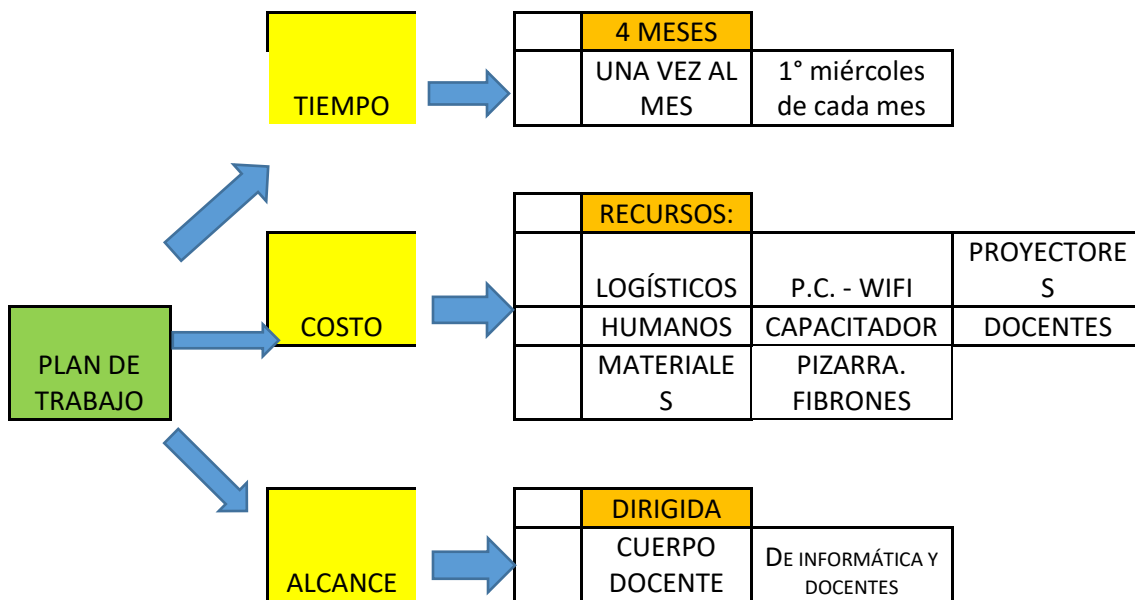 4 MESES
TIEMPO
UNA VEZ AL
MES
1° miércoles
de cada mes
RECURSOS:
COSTO
LOGÍSTICOS
P.C. - WIFI
PROYECTORE
S
HUMANOS
CAPACITADOR
DOCENTES
PLAN DE
TRABAJO
MATERIALE
S
PIZARRA.
FIBRONES
DIRIGIDA
ALCANCE
CUERPO
DOCENTE
DE INFORMÁTICA Y
DOCENTES